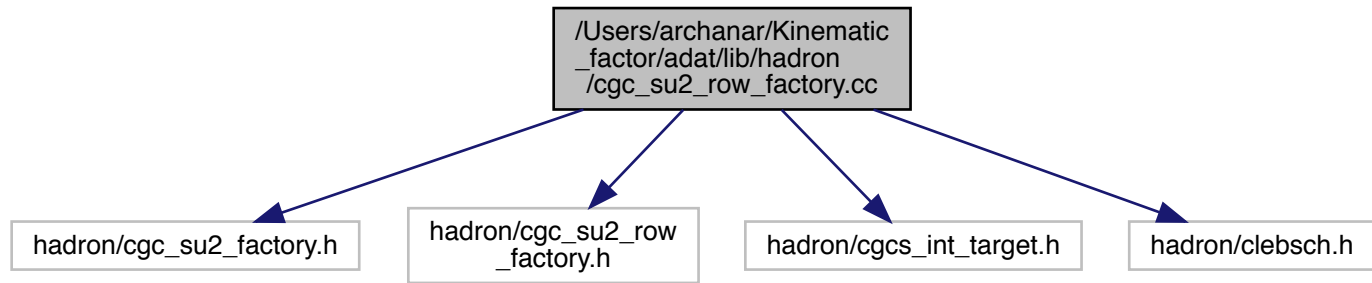 /Users/archanar/Kinematic
_factor/adat/lib/hadron
/cgc_su2_row_factory.cc
hadron/cgc_su2_factory.h
hadron/cgc_su2_row
_factory.h
hadron/cgcs_int_target.h
hadron/clebsch.h